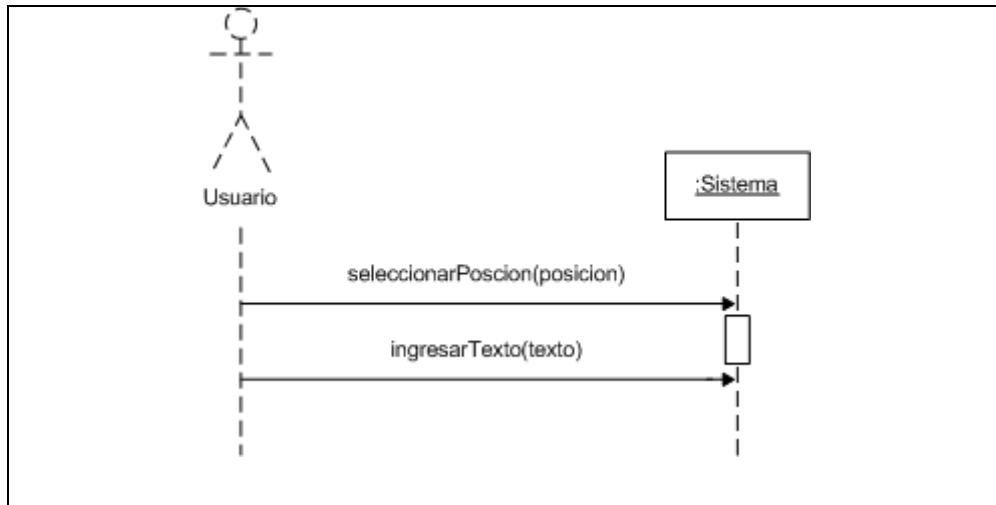 Usuario
:Sistema
seleccionarPoscion(posicion)
ingresarTexto(texto)